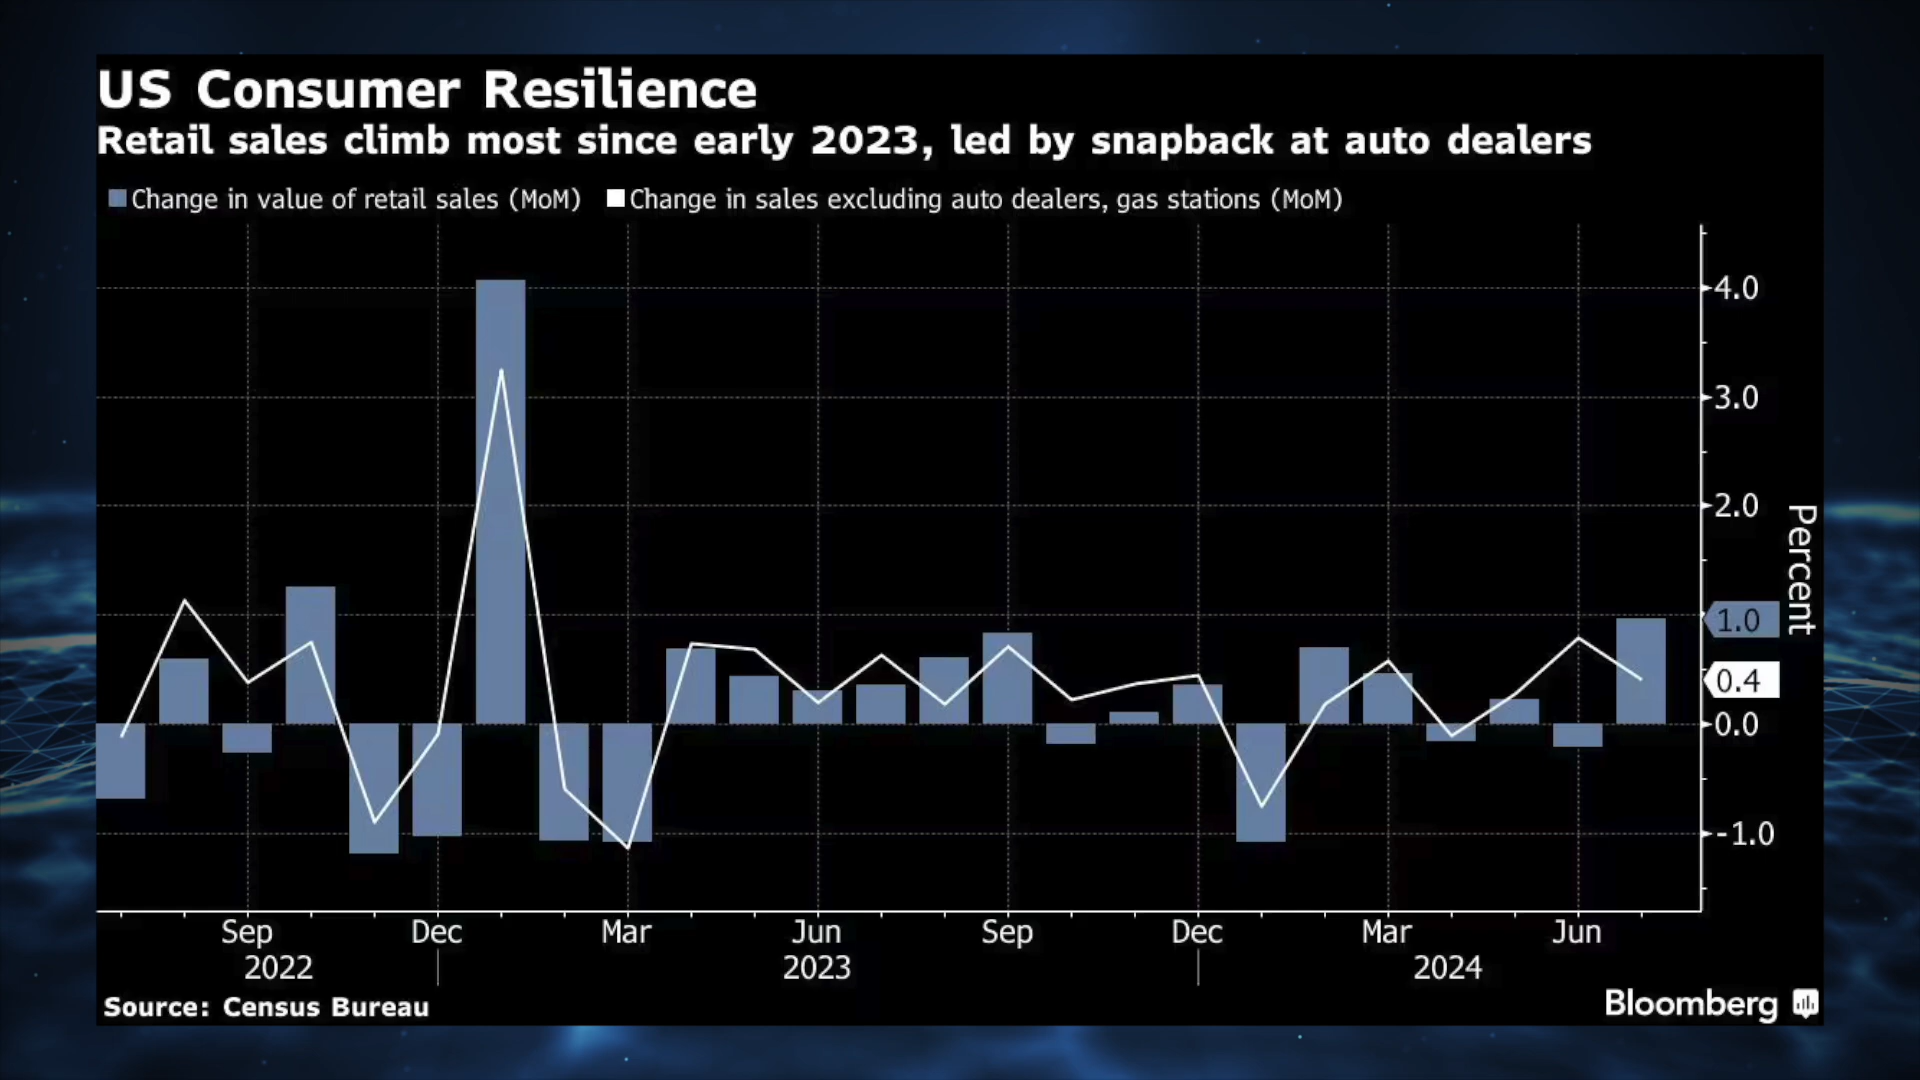 US Consumer Resilience
Retail sales climb most since early 2023, led by snapback at auto dealers
Change in value of retail sales (MoM) Change in sales excluding auto dealers, gas stations (MoM)
4.0
3.0
2.0
1.0
0.4
0.0
-1.0
Percent
Sep Dec Mar Jun Sep Dec Mar Jun
2022 2023 2024
Source: Census Bureau
Bloomberg